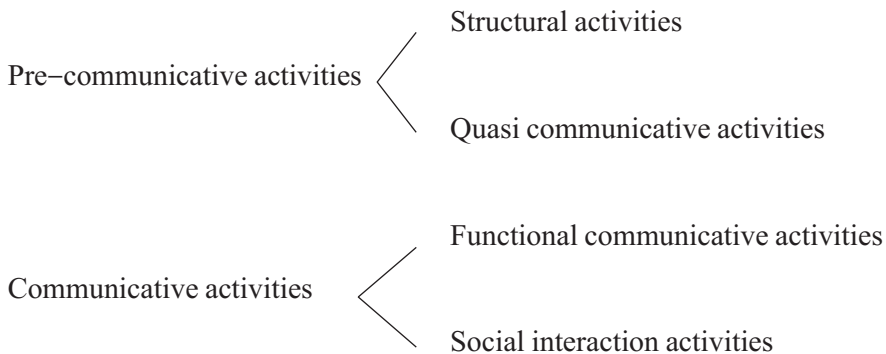 Structural activities
Pre-communicative activities
Quasi communicative activities
Functional communicative activities
Communicative activities
Social interaction activities